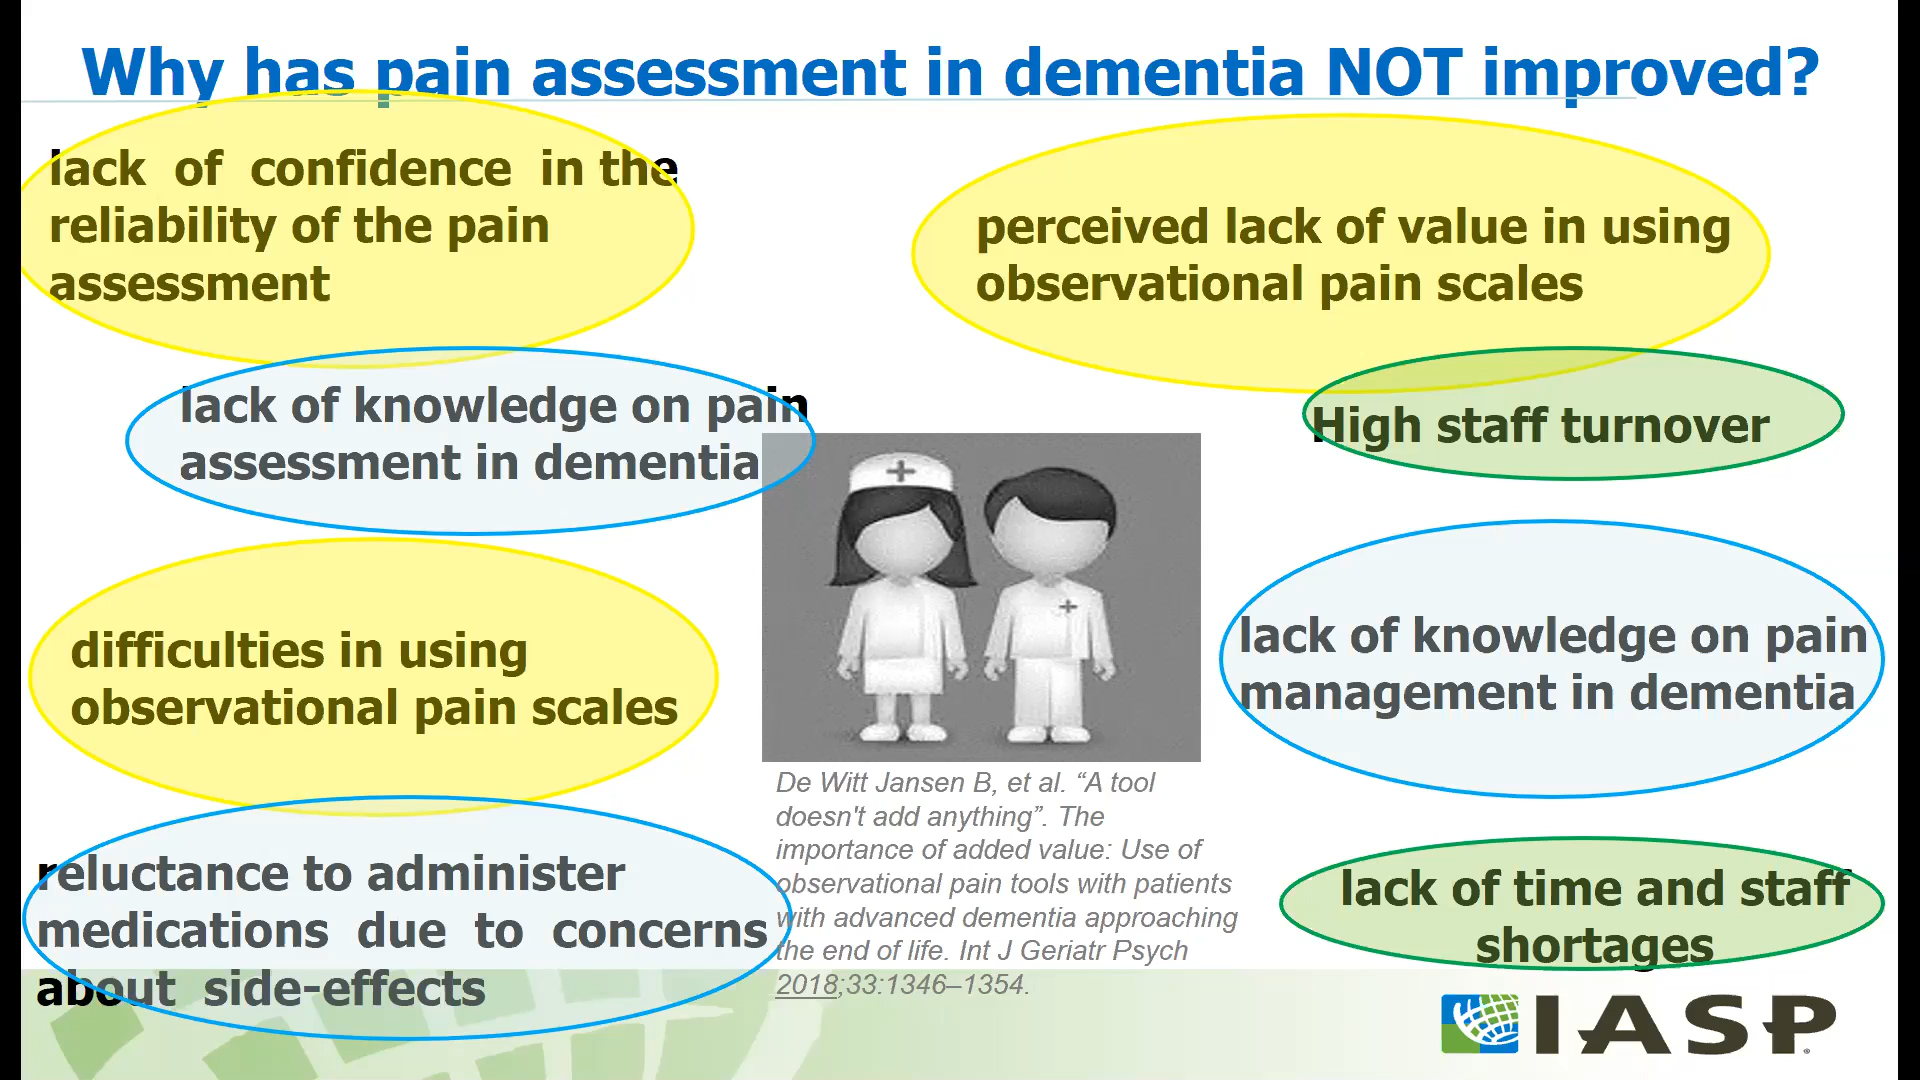 Why has pain assessment in dementia NOT improved?
lack of confidence in the
reliability of the pain
assessment
perceived lack of value in using
observational pain scales
lack of knowledge on pain
assessment in dementia
High staff turnover
difficulties in using
observational pain scales
lack of knowledge on pain
management in dementia
reluctance to administer
medications due to concerns
about side-effects
De Witt Jansen B, et al. “A tool
doesn't add anything”. The
importance of added value: Use of
observational pain tools with patients
with advanced dementia approaching
the end of life. Int J Geriatr Psych
2018;33:1346–1354.
lack of time and staff
shortages
IASP